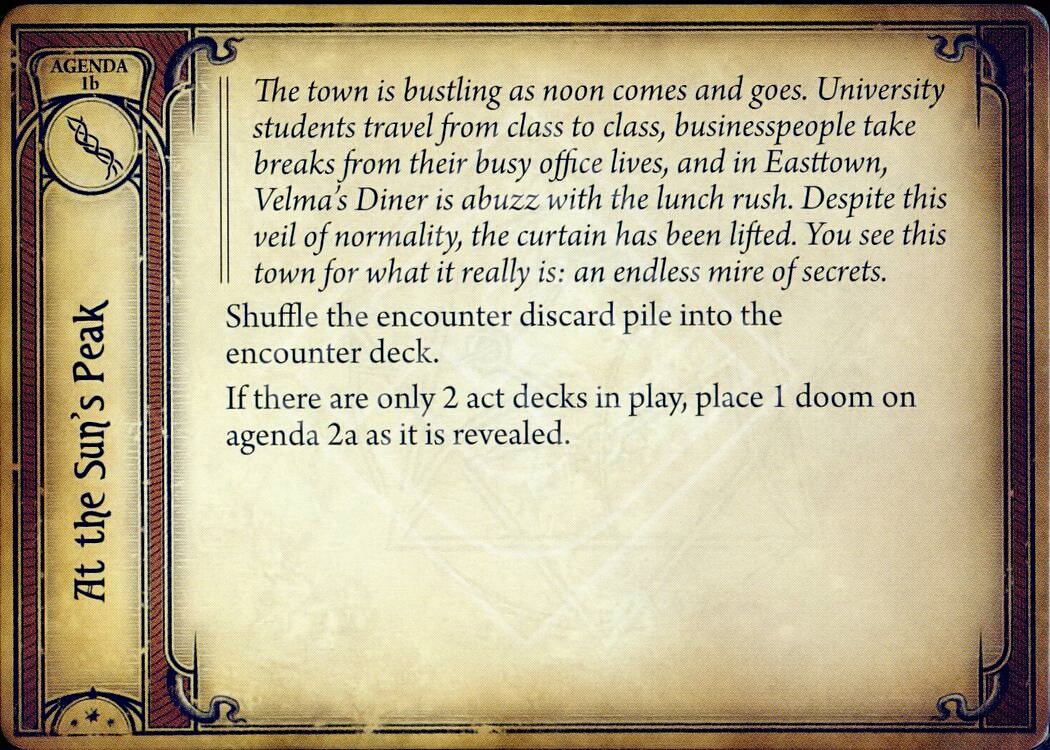 AGENDA
1b
At the Sun's Peak
The town is bustling as noon comes and goes. University
students travel from class to class, businesspeople take
breaks from their busy office lives, and in Easttown,
Velma's Diner is abuzz with the lunch rush. Despite this
veil of normality, the curtain has been lifted. You see this
town for what it really is: an endless mire of secrets.
Shuffle the encounter discard pile into the
encounter deck.
If there are only 2 act decks in play, place 1 doom on
agenda 2a as it is revealed.